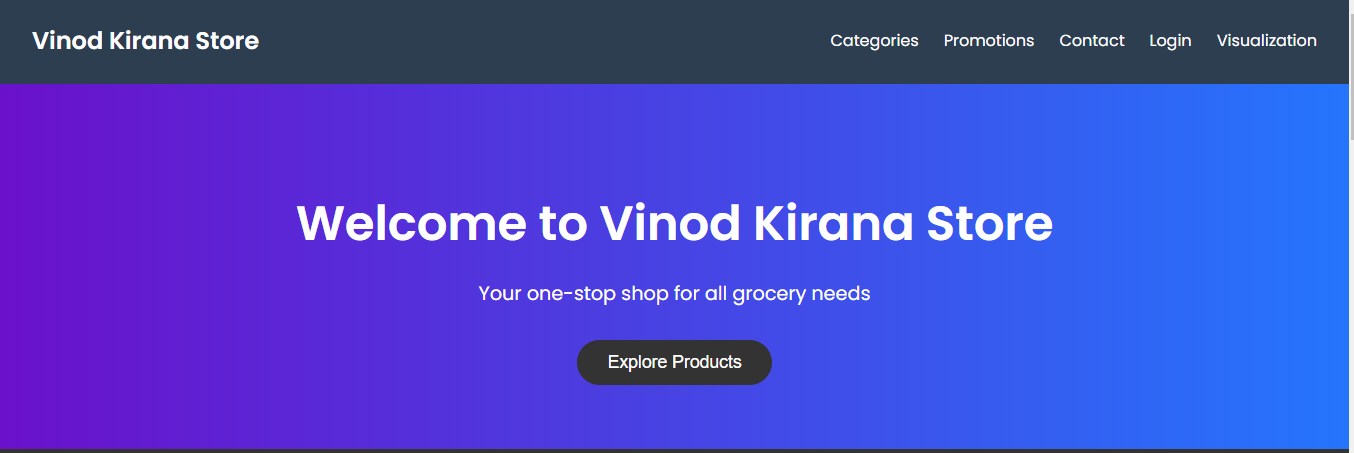 Vinod Kirana Store
Categories Promotions Contact Login Visualization
Welcome to Vinod Kirana Store
Your one-stop shop for all grocery needs
Explore Products